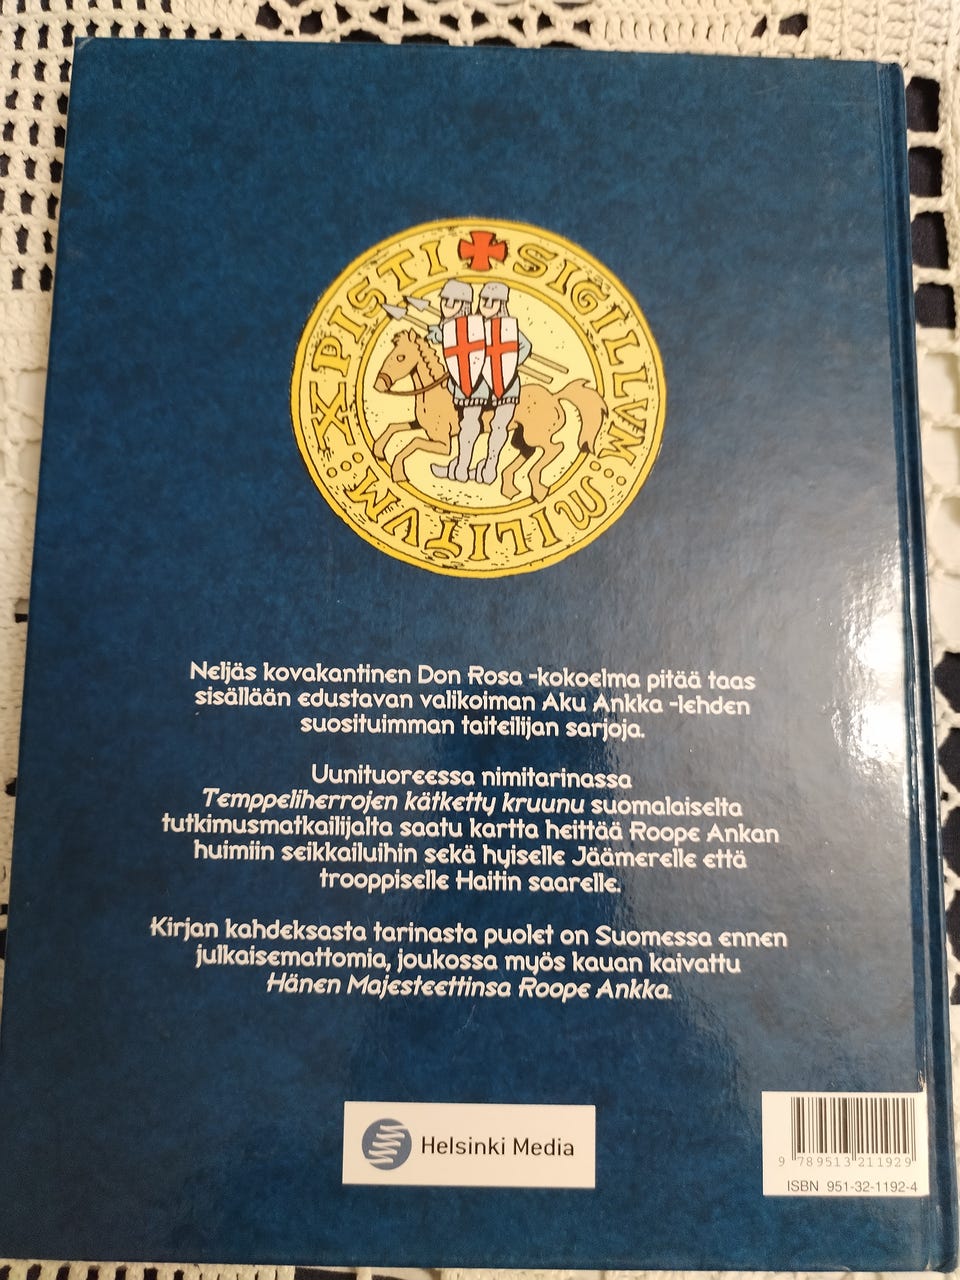 ✠ SIGILLVM : MILITVM : XPISTI
Neljäs kovakantinen Don Rosa -kokoelma pitää taas
sisällään edustavan valikoiman Aku Ankka -lehden
suosituimman taiteilijan sarjoja.
Uunituoreessa nimitarinassa
Temppeliherrojen kätketty kruunu suomalaiselta
tutkimusmatkailijalta saatu kartta heittää Roope Ankan
huimiin seikkailuihin sekä hyiselle Jäämerelle että
trooppiselle Haitin saarelle.
Kirjan kahdeksasta tarinasta puolet on Suomessa ennen
julkaisemattomia, joukossa myös kauan kaivattu
Hänen Majesteettinsa Roope Ankka.
Helsinki Media
9 789513 211929
ISBN 951-32-1192-4